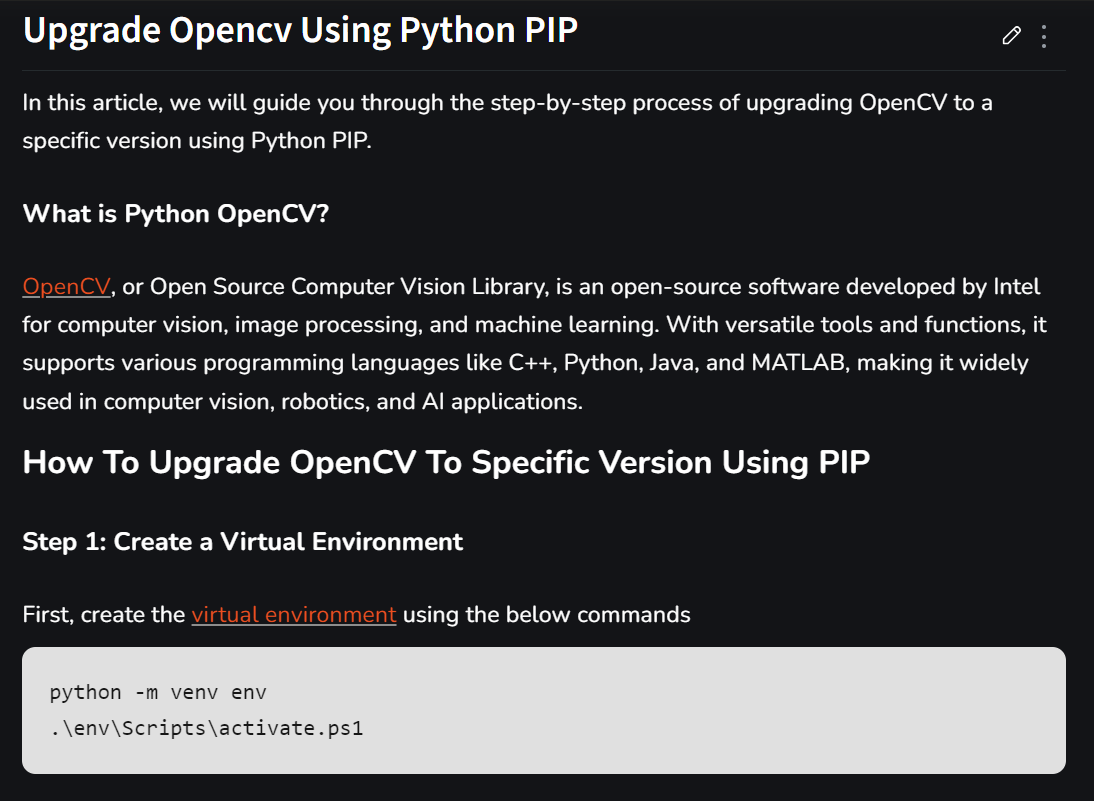 Upgrade Opencv Using Python PIP
In this article, we will guide you through the step-by-step process of upgrading OpenCV to a
specific version using Python PIP.
What is Python OpenCV?
OpenCV, or Open Source Computer Vision Library, is an open-source software developed by Intel
for computer vision, image processing, and machine learning. With versatile tools and functions, it
supports various programming languages like C++, Python, Java, and MATLAB, making it widely
used in computer vision, robotics, and AI applications.
How To Upgrade OpenCV To Specific Version Using PIP
Step 1: Create a Virtual Environment
First, create the virtual environment using the below commands
python -m venv env
.\env\Scripts\activate.ps1